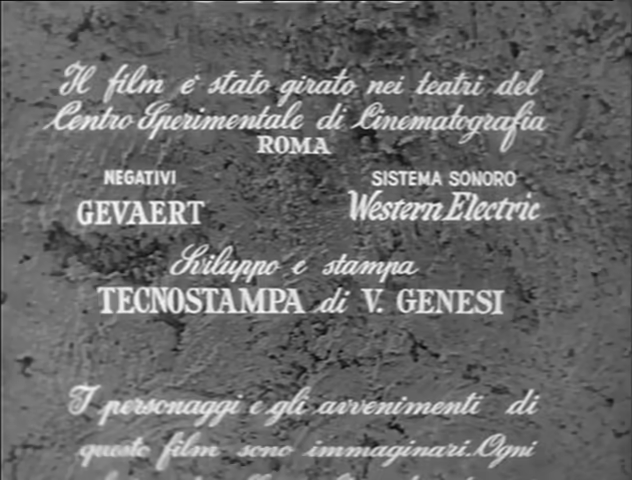 Il film è stato girato nei teatri del
Centro Sperimentale di Cinematografia
ROMA
NEGATIVI
GEVAERT
SISTEMA SONORO
Western Electric
Sviluppo e stampa
TECNOSTAMPA di V. GENESI
I personaggi e gli avvenimenti di
questo film sono immaginari. Ogni